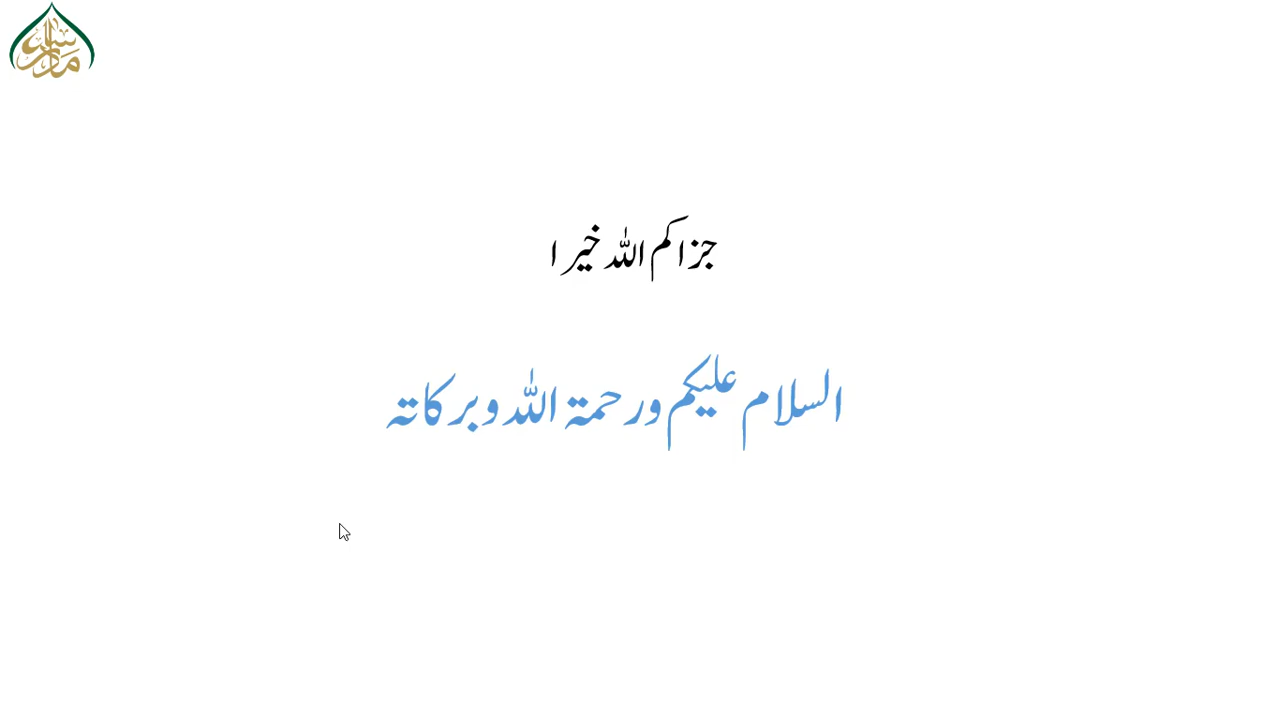 جزاکم اللہ خیرا
السلام علیکم ورحمۃ اللہ وبرکاتہ